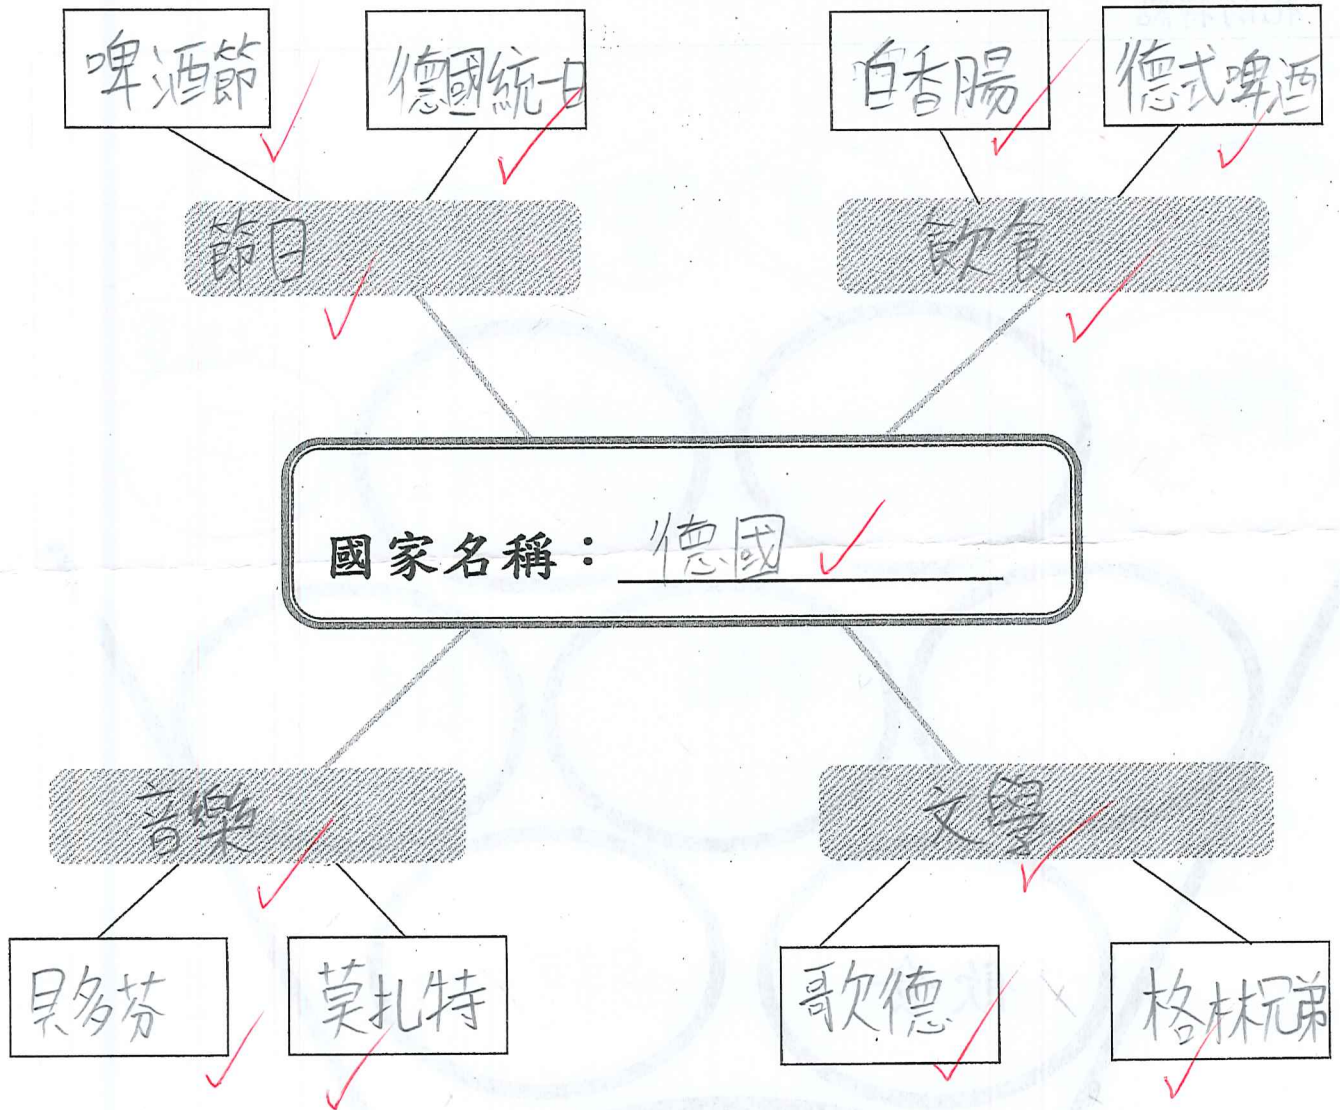 啤酒節 德國統一日 白香腸 德式啤酒
節日 飲食
國家名稱：德國
音樂 文學
貝多芬 莫扎特 歌德 格林兄弟